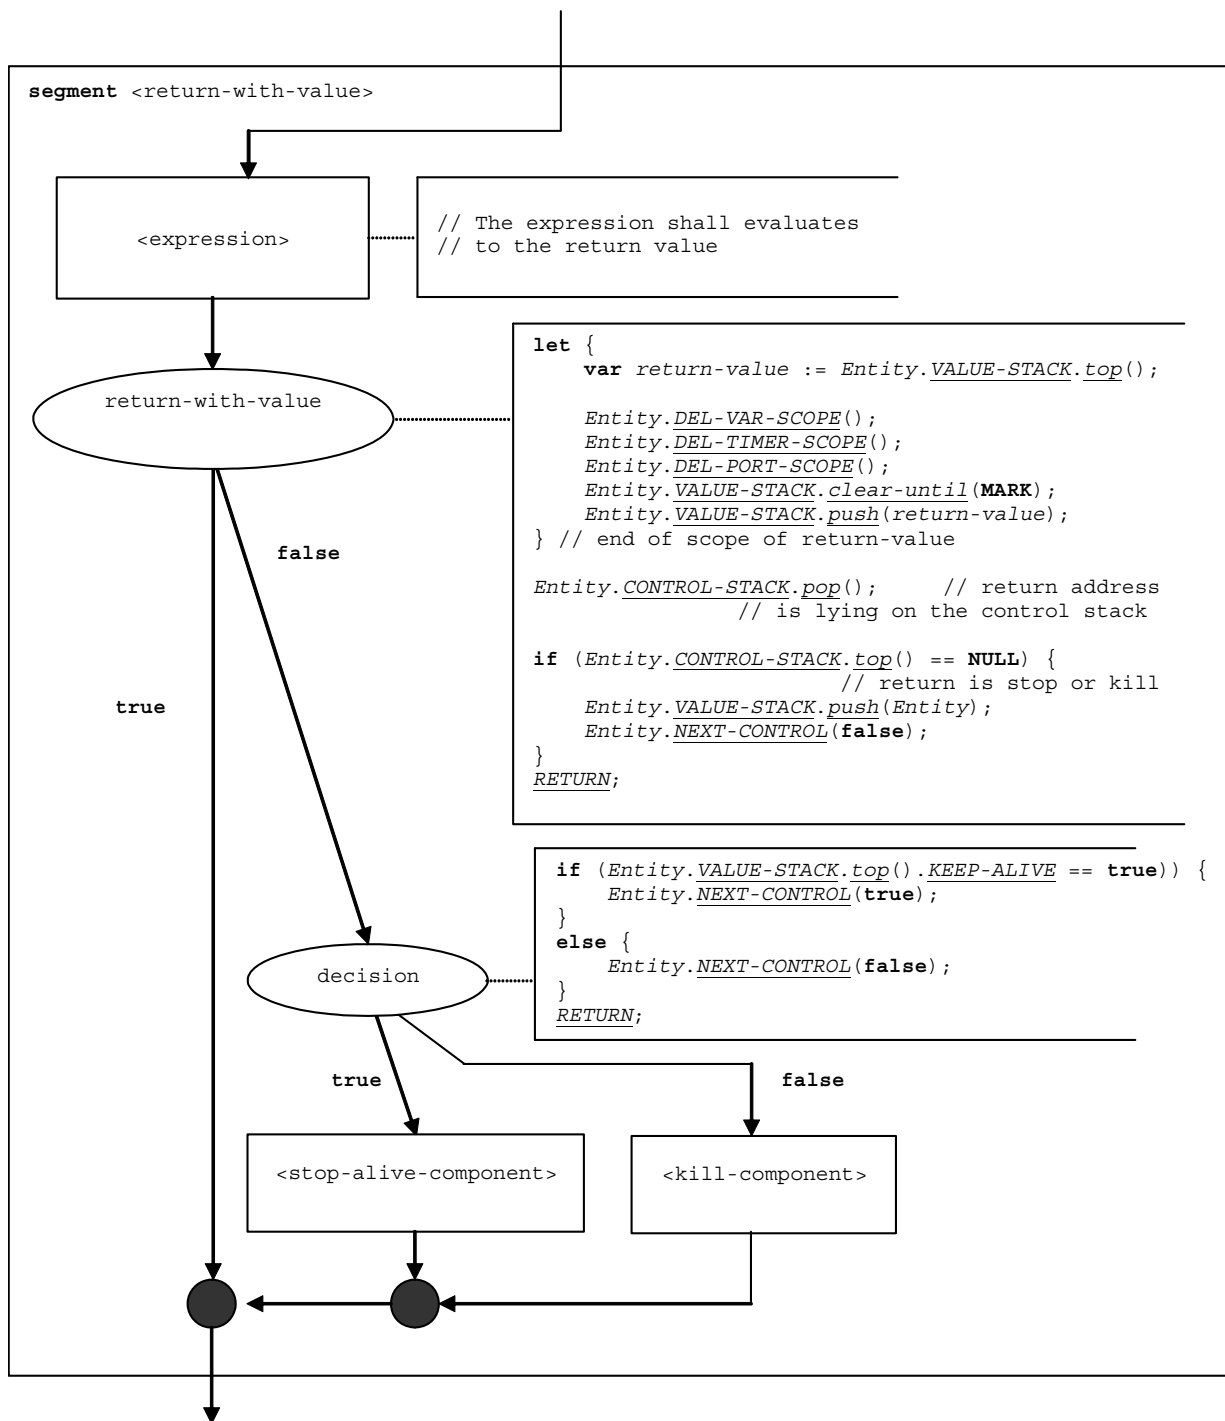 segment <return-with-value>
<expression>
// The expression shall evaluates
// to the return value
return-with-value
let {
var return-value := Entity.VALUE-STACK.top();
Entity.DEL-VAR-SCOPE();
Entity.DEL-TIMER-SCOPE();
Entity.DEL-PORT-SCOPE();
Entity.VALUE-STACK.clear-until(MARK);
Entity.VALUE-STACK.push(return-value);
} // end of scope of return-value
Entity.CONTROL-STACK.pop(); // return address
// is lying on the control stack
if (Entity.CONTROL-STACK.top() == NULL) {
// return is stop or kill
Entity.VALUE-STACK.push(Entity);
Entity.NEXT-CONTROL(false);
}
RETURN;
false
true
decision
if (Entity.VALUE-STACK.top().KEEP-ALIVE == true)) {
Entity.NEXT-CONTROL(true);
}
else {
Entity.NEXT-CONTROL(false);
}
RETURN;
true
false
<stop-alive-component>
<kill-component>